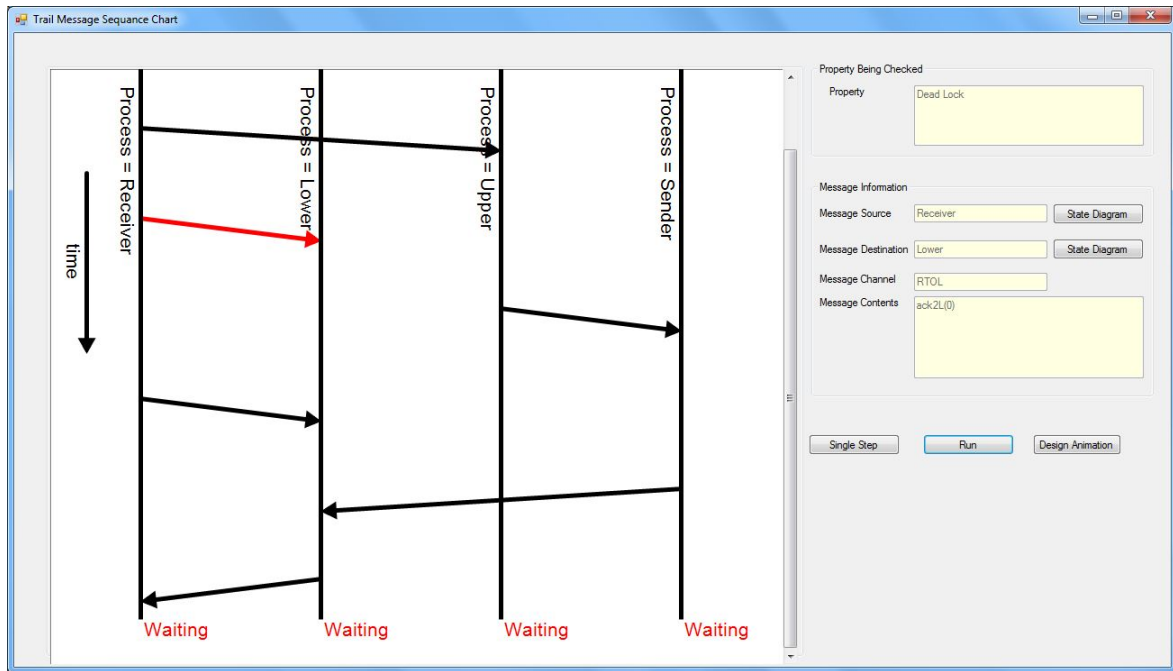 Trail Message Sequance Chart
Process = Receiver
Process = Lower
Process = Upper
Process = Sender
time
Waiting
Waiting
Waiting
Waiting
Property Being Checked
Property
Dead Lock
Message Information
Message Source
Receiver
State Diagram
Message Destination
Lower
State Diagram
Message Channel
RTOL
Message Contents
ack2L(0)
Single Step
Run
Design Animation